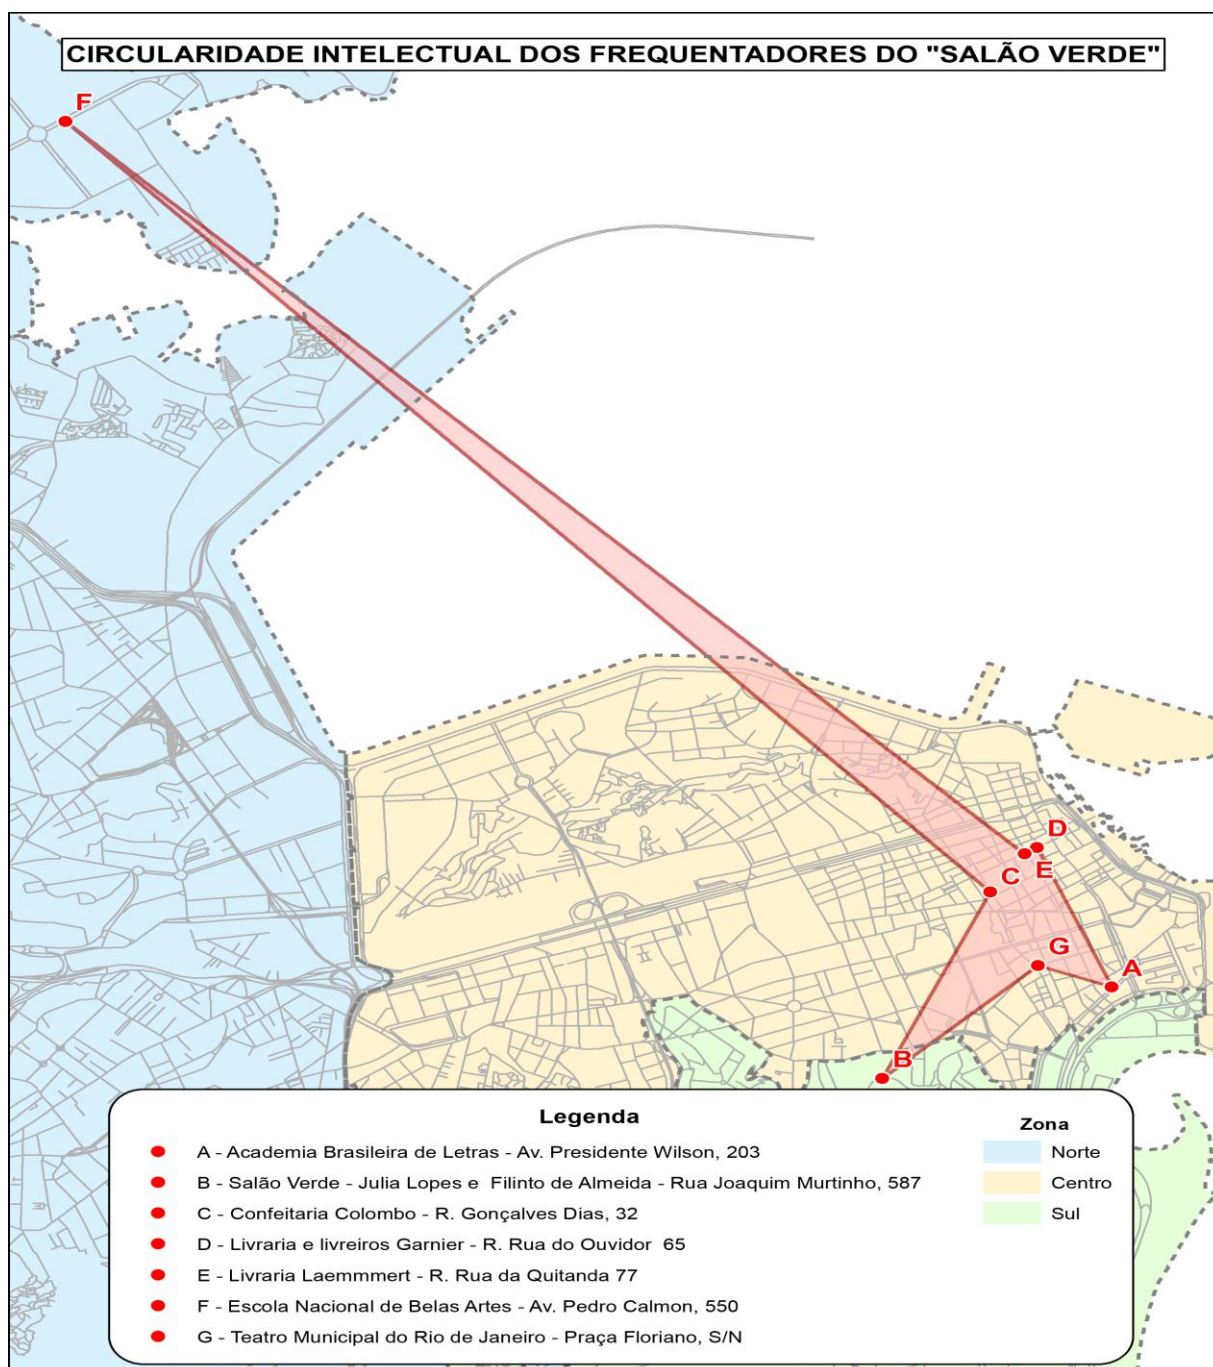 CIRCULARIDADE INTELECTUAL DOS FREQUENTADORES DO "SALÃO VERDE"
F
D
E
C
G
A
B
Legenda
A - Academia Brasileira de Letras - Av. Presidente Wilson, 203
B - Salão Verde - Julia Lopes e Filinto de Almeida - Rua Joaquim Murtinho, 587
C - Confeitaria Colombo - R. Gonçalves Dias, 32
D - Livraria e livreiros Garnier - R. Rua do Ouvidor 65
E - Livraria Laemmmert - R. Rua da Quitanda 77
F - Escola Nacional de Belas Artes - Av. Pedro Calmon, 550
G - Teatro Municipal do Rio de Janeiro - Praça Floriano, S/N
Zona
Norte
Centro
Sul